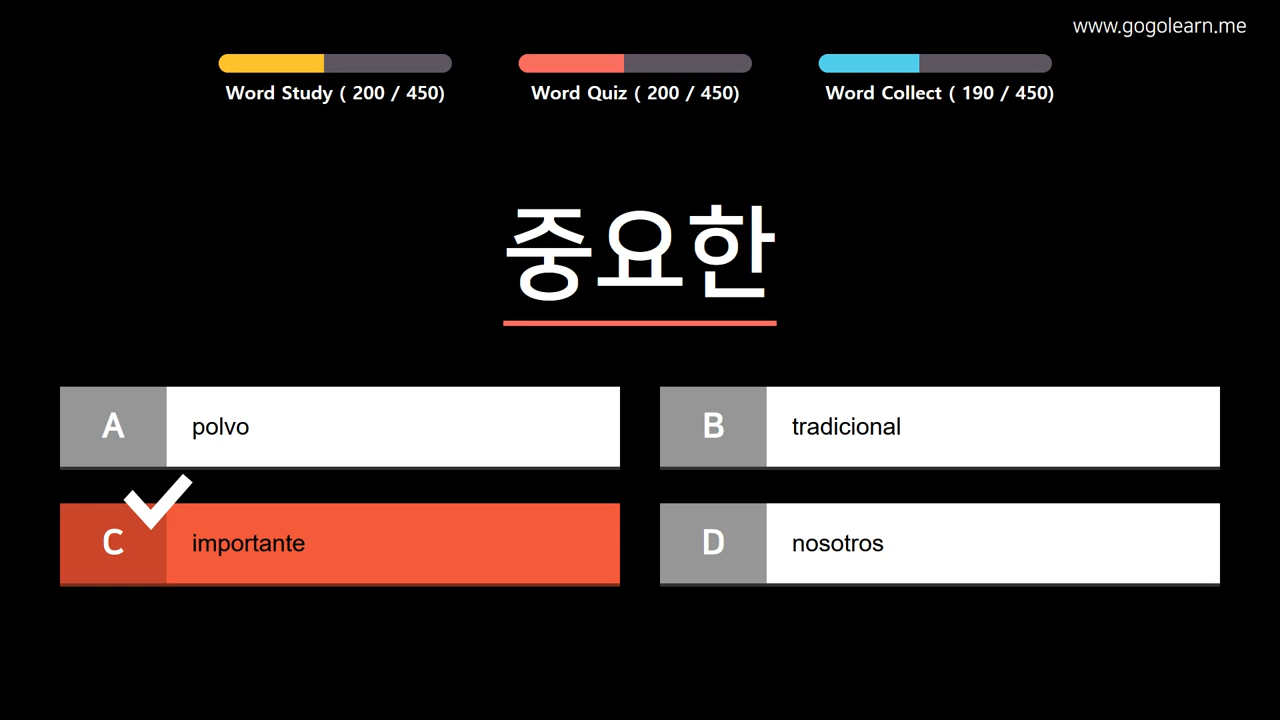 www.gogolearn.me
Word Study ( 200 / 450)
Word Quiz ( 200 / 450)
Word Collect ( 190 / 450)
중요한
A
polvo
B
tradicional
C
importante
D
nosotros